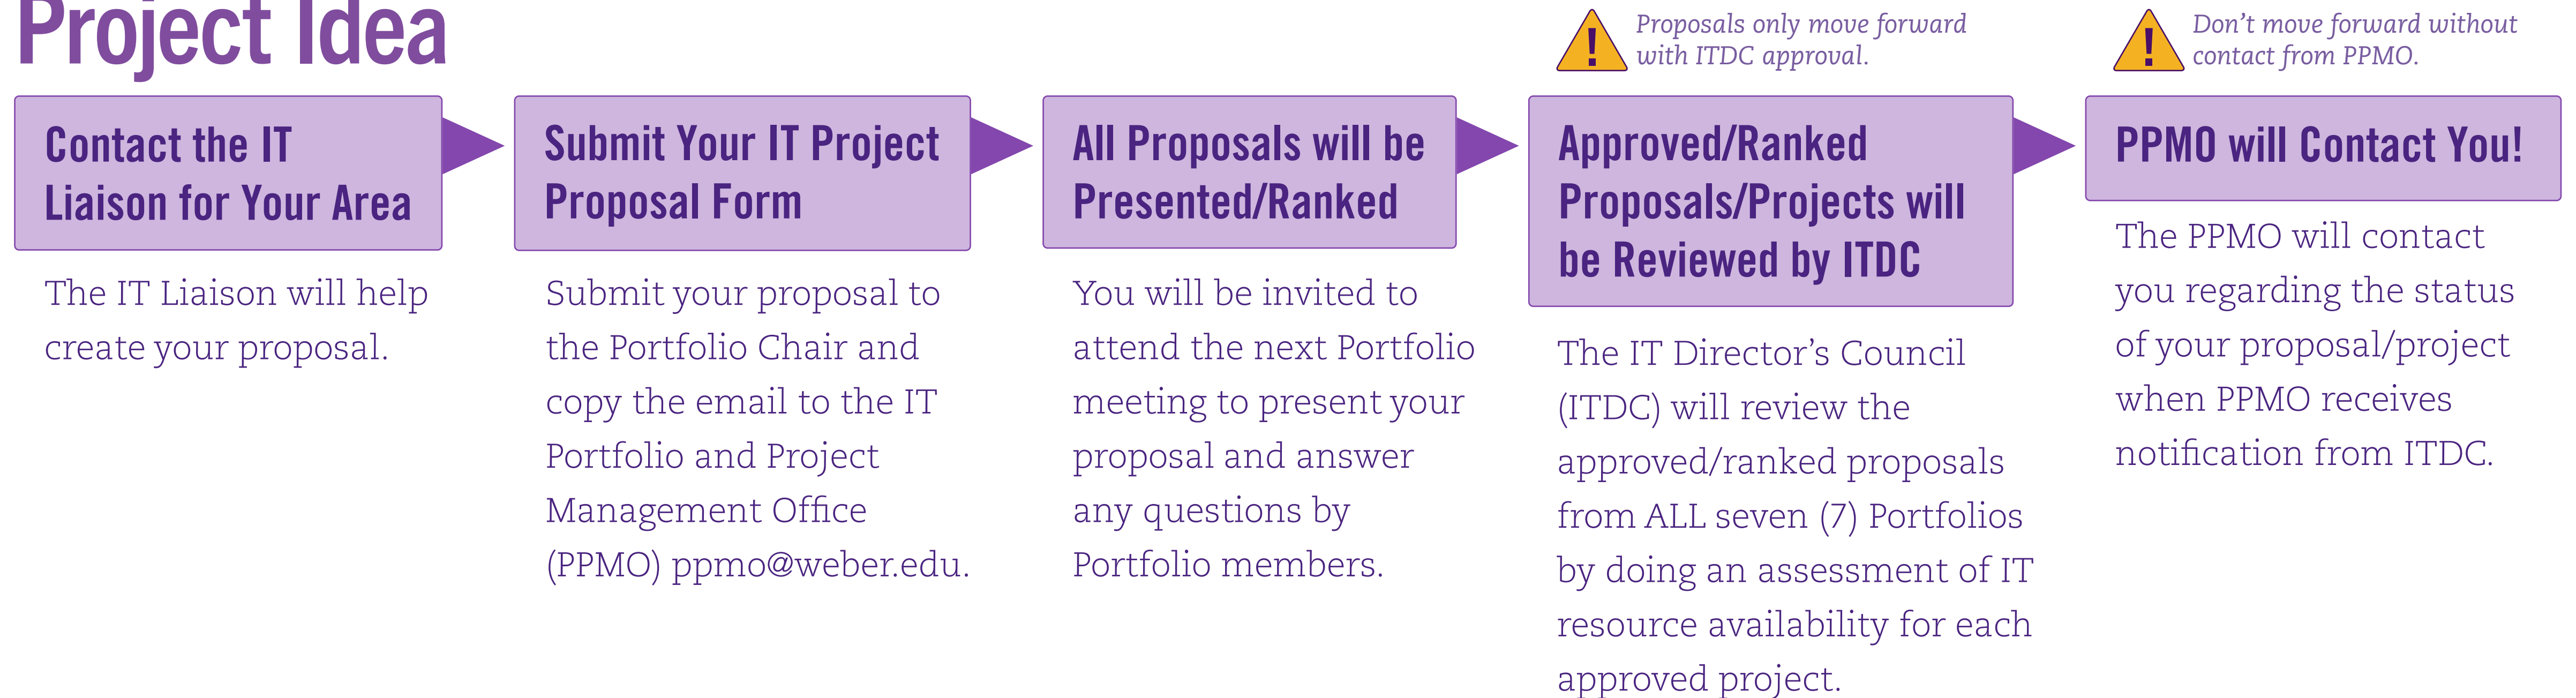 Project Idea
Contact the IT
Liaison for Your Area
The IT Liaison will help
create your proposal.
Submit Your IT Project
Proposal Form
Submit your proposal to
the Portfolio Chair and
copy the email to the IT
Portfolio and Project
Management Office
(PPMO) ppmo@weber.edu.
All Proposals will be
Presented/Ranked
You will be invited to
attend the next Portfolio
meeting to present your
proposal and answer
any questions by
Portfolio members.
Proposals only move forward
with ITDC approval.
Approved/Ranked
Proposals/Projects will
be Reviewed by ITDC
The IT Director’s Council
(ITDC) will review the
approved/ranked proposals
from ALL seven (7) Portfolios
by doing an assessment of IT
resource availability for each
approved project.
Don’t move forward without
contact from PPMO.
PPMO will Contact You!
The PPMO will contact
you regarding the status
of your proposal/project
when PPMO receives
notification from ITDC.